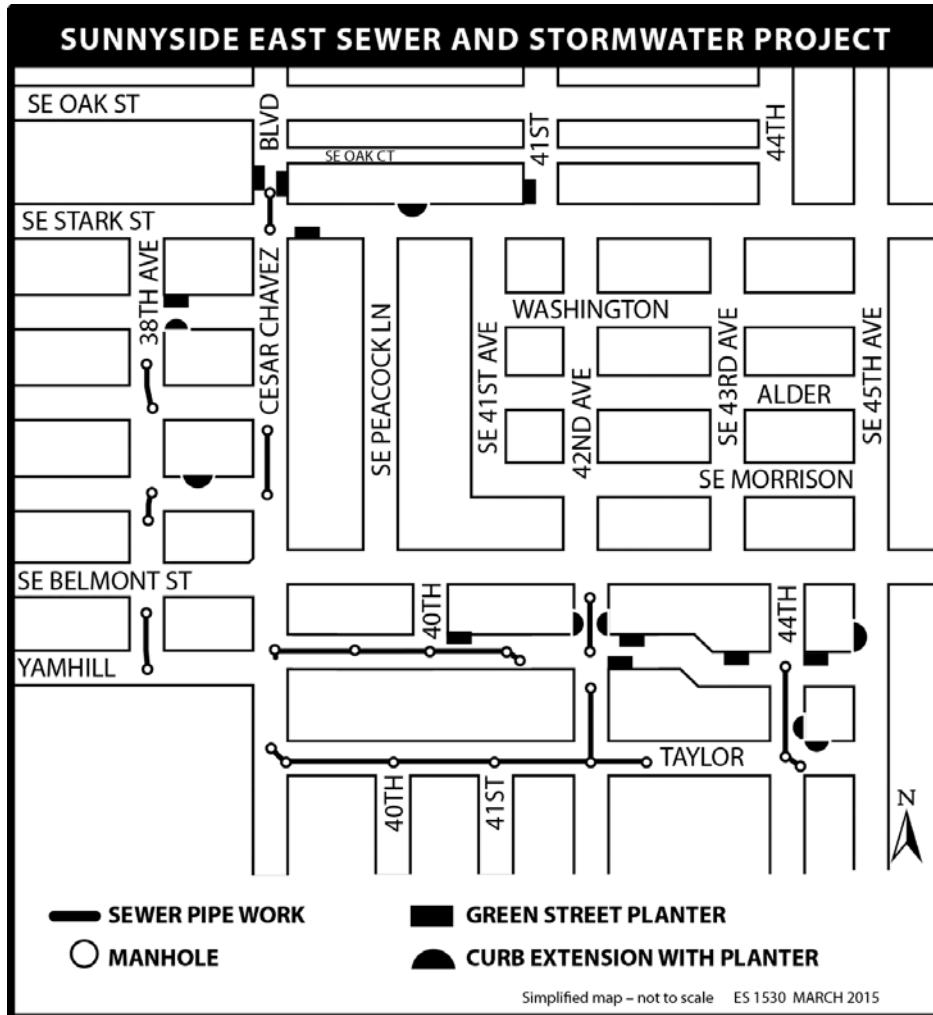 SUNNYSIDE EAST SEWER AND STORMWATER PROJECT
SE OAK ST
BLVD
41ST
44TH
SE OAK CT
SE STARK ST
38TH AVE
CESAR CHAVEZ
SE PEACOCK LN
SE 41ST AVE
WASHINGTON
42ND AVE
SE 43RD AVE
ALDER
SE 45TH AVE
SE MORRISON
SE BELMONT ST
40TH
44TH
YAMHILL
TAYLOR
40TH
41ST
N
SEWER PIPE WORK
GREEN STREET PLANTER
MANHOLE
CURB EXTENSION WITH PLANTER
Simplified map – not to scale ES 1530 MARCH 2015